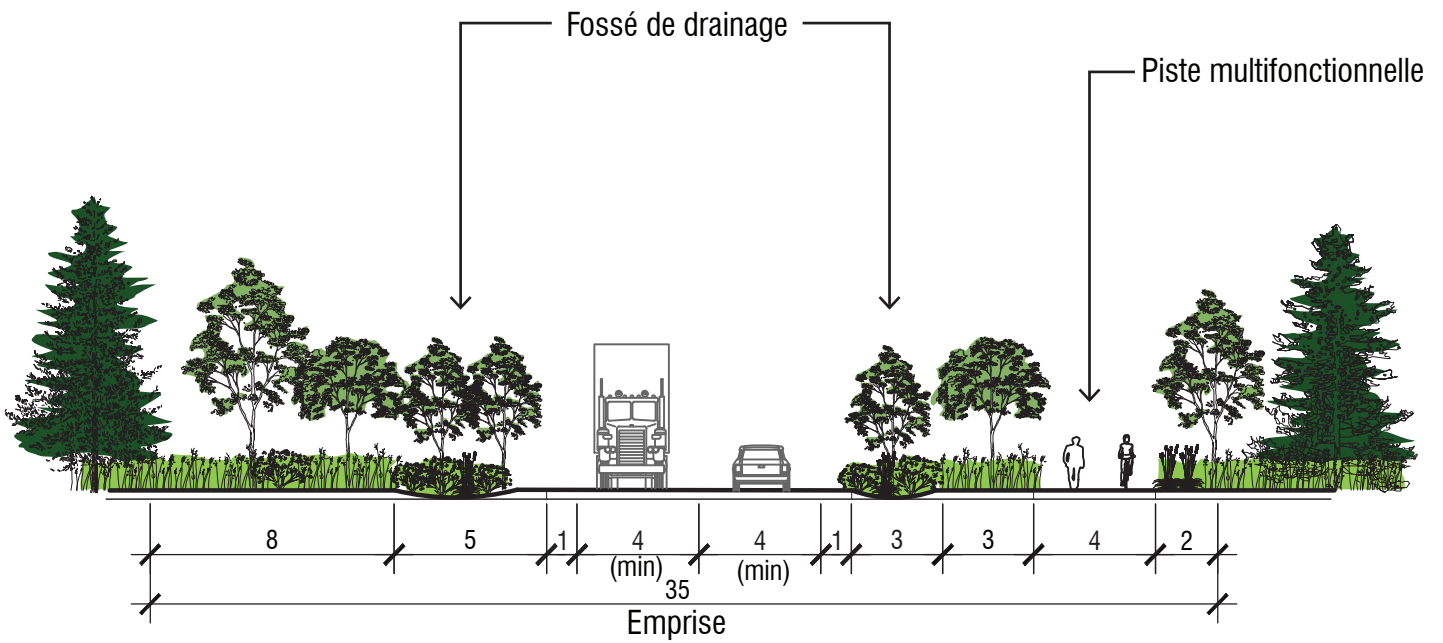 Fossé de drainage
Piste multifonctionnelle
8 5 1 4 4 1 3 3 4 2
(min) (min)
35
Emprise